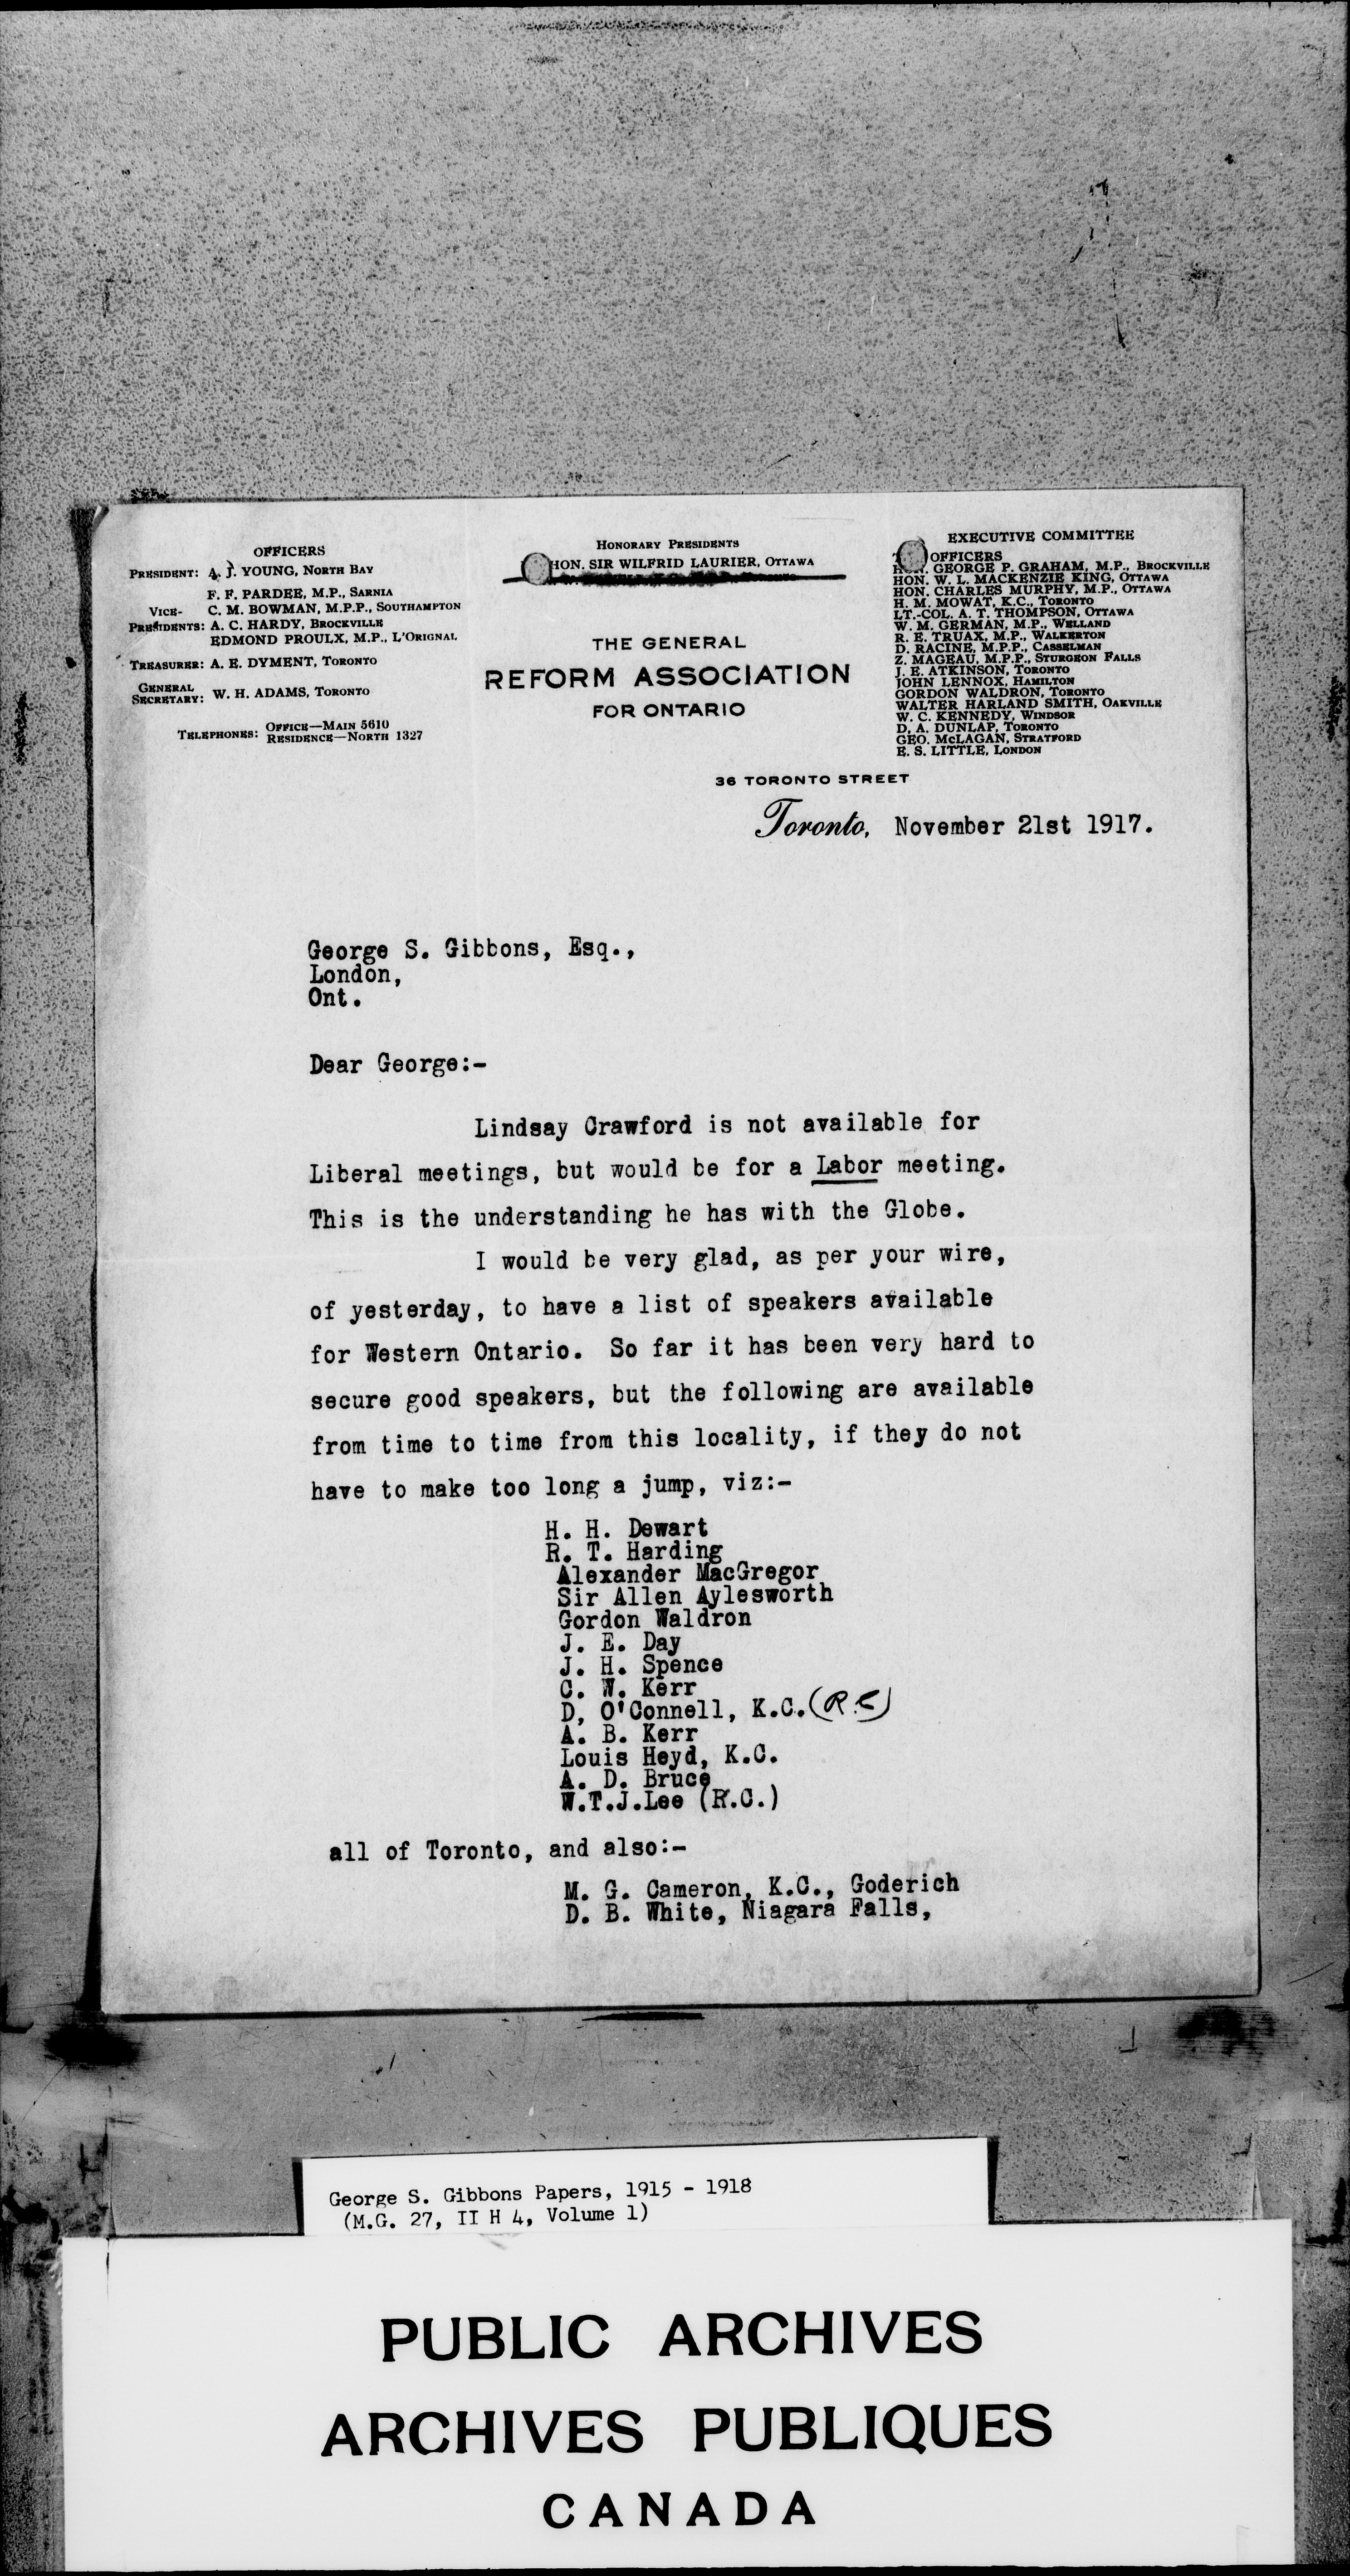 OFFICERS
PRESIDENT: A. J. YOUNG, NORTH BAY
F. F. PARDEE, M.P., SARNIA
VICE- C. M. BOWMAN, M.P.P., SOUTHAMPTON
PRESIDENTS: A. C. HARDY, BROCKVILLE
EDMOND PROULX, M.P., L'ORIGNAL
TREASURER: A. E. DYMENT, TORONTO
GENERAL
SECRETARY: W. H. ADAMS, TORONTO
TELEPHONES: OFFICE—MAIN 5610
RESIDENCE—NORTH 1327
HONORARY PRESIDENTS
HON. SIR WILFRID LAURIER, OTTAWA
THE GENERAL
REFORM ASSOCIATION
FOR ONTARIO
EXECUTIVE COMMITTEE
OFFICERS
HON. GEORGE P. GRAHAM, M.P., BROCKVILLE
HON. W. L. MACKENZIE KING, OTTAWA
HON. CHARLES MURPHY, M.P., OTTAWA
H. M. MOWAT, K.C., TORONTO
LT.-COL. A. T. THOMPSON, OTTAWA
W. M. GERMAN, M.P., WELLAND
R. E. TRUAX, M.P., WALKERTON
D. RACINE, M.P.P., CASSELMAN
Z. MAGEAU, M.P.P., STURGEON FALLS
J. E. ATKINSON, TORONTO
JOHN LENNOX, HAMILTON
GORDON WALDRON, TORONTO
WALTER HARLAND SMITH, OAKVILLE
W. C. KENNEDY, WINDSOR
D. A. DUNLAP, TORONTO
GEO. McLAGAN, STRATFORD
E. S. LITTLE, LONDON
36 TORONTO STREET
Toronto, November 21st 1917.
George S. Gibbons, Esq.,
London,
Ont.
Dear George:-
Lindsay Crawford is not available for
Liberal meetings, but would be for a Labor meeting.
This is the understanding he has with the Globe.
I would be very glad, as per your wire,
of yesterday, to have a list of speakers available
for Western Ontario. So far it has been very hard to
secure good speakers, but the following are available
from time to time from this locality, if they do not
have to make too long a jump, viz:-
H. H. Dewart
R. T. Harding
Alexander MacGregor
Sir Allen Aylesworth
Gordon Waldron
J. E. Day
J. H. Spence
C. W. Kerr
D, O'Connell, K.C. (R.C)
A. B. Kerr
Louis Heyd, K.C.
A. D. Bruce
W.T.J.Lee (R.C.)
all of Toronto, and also:-
M. G. Cameron, K.C., Goderich
D. B. White, Niagara Falls,
George S. Gibbons Papers, 1915 - 1918
(M.G. 27, II H 4, Volume 1)
PUBLIC ARCHIVES
ARCHIVES PUBLIQUES
CANADA